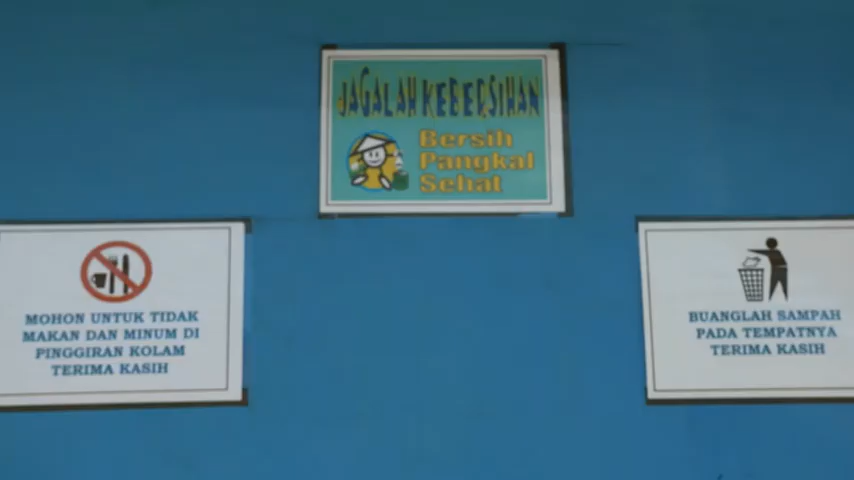 JAGALAH KEBERSIHAN
Bersih
Pangkal
Sehat
MOHON UNTUK TIDAK
MAKAN DAN MINUM DI
PINGGIRAN KOLAM
TERIMA KASIH
BUANGLAH SAMPAH
PADA TEMPATNYA
TERIMA KASIH